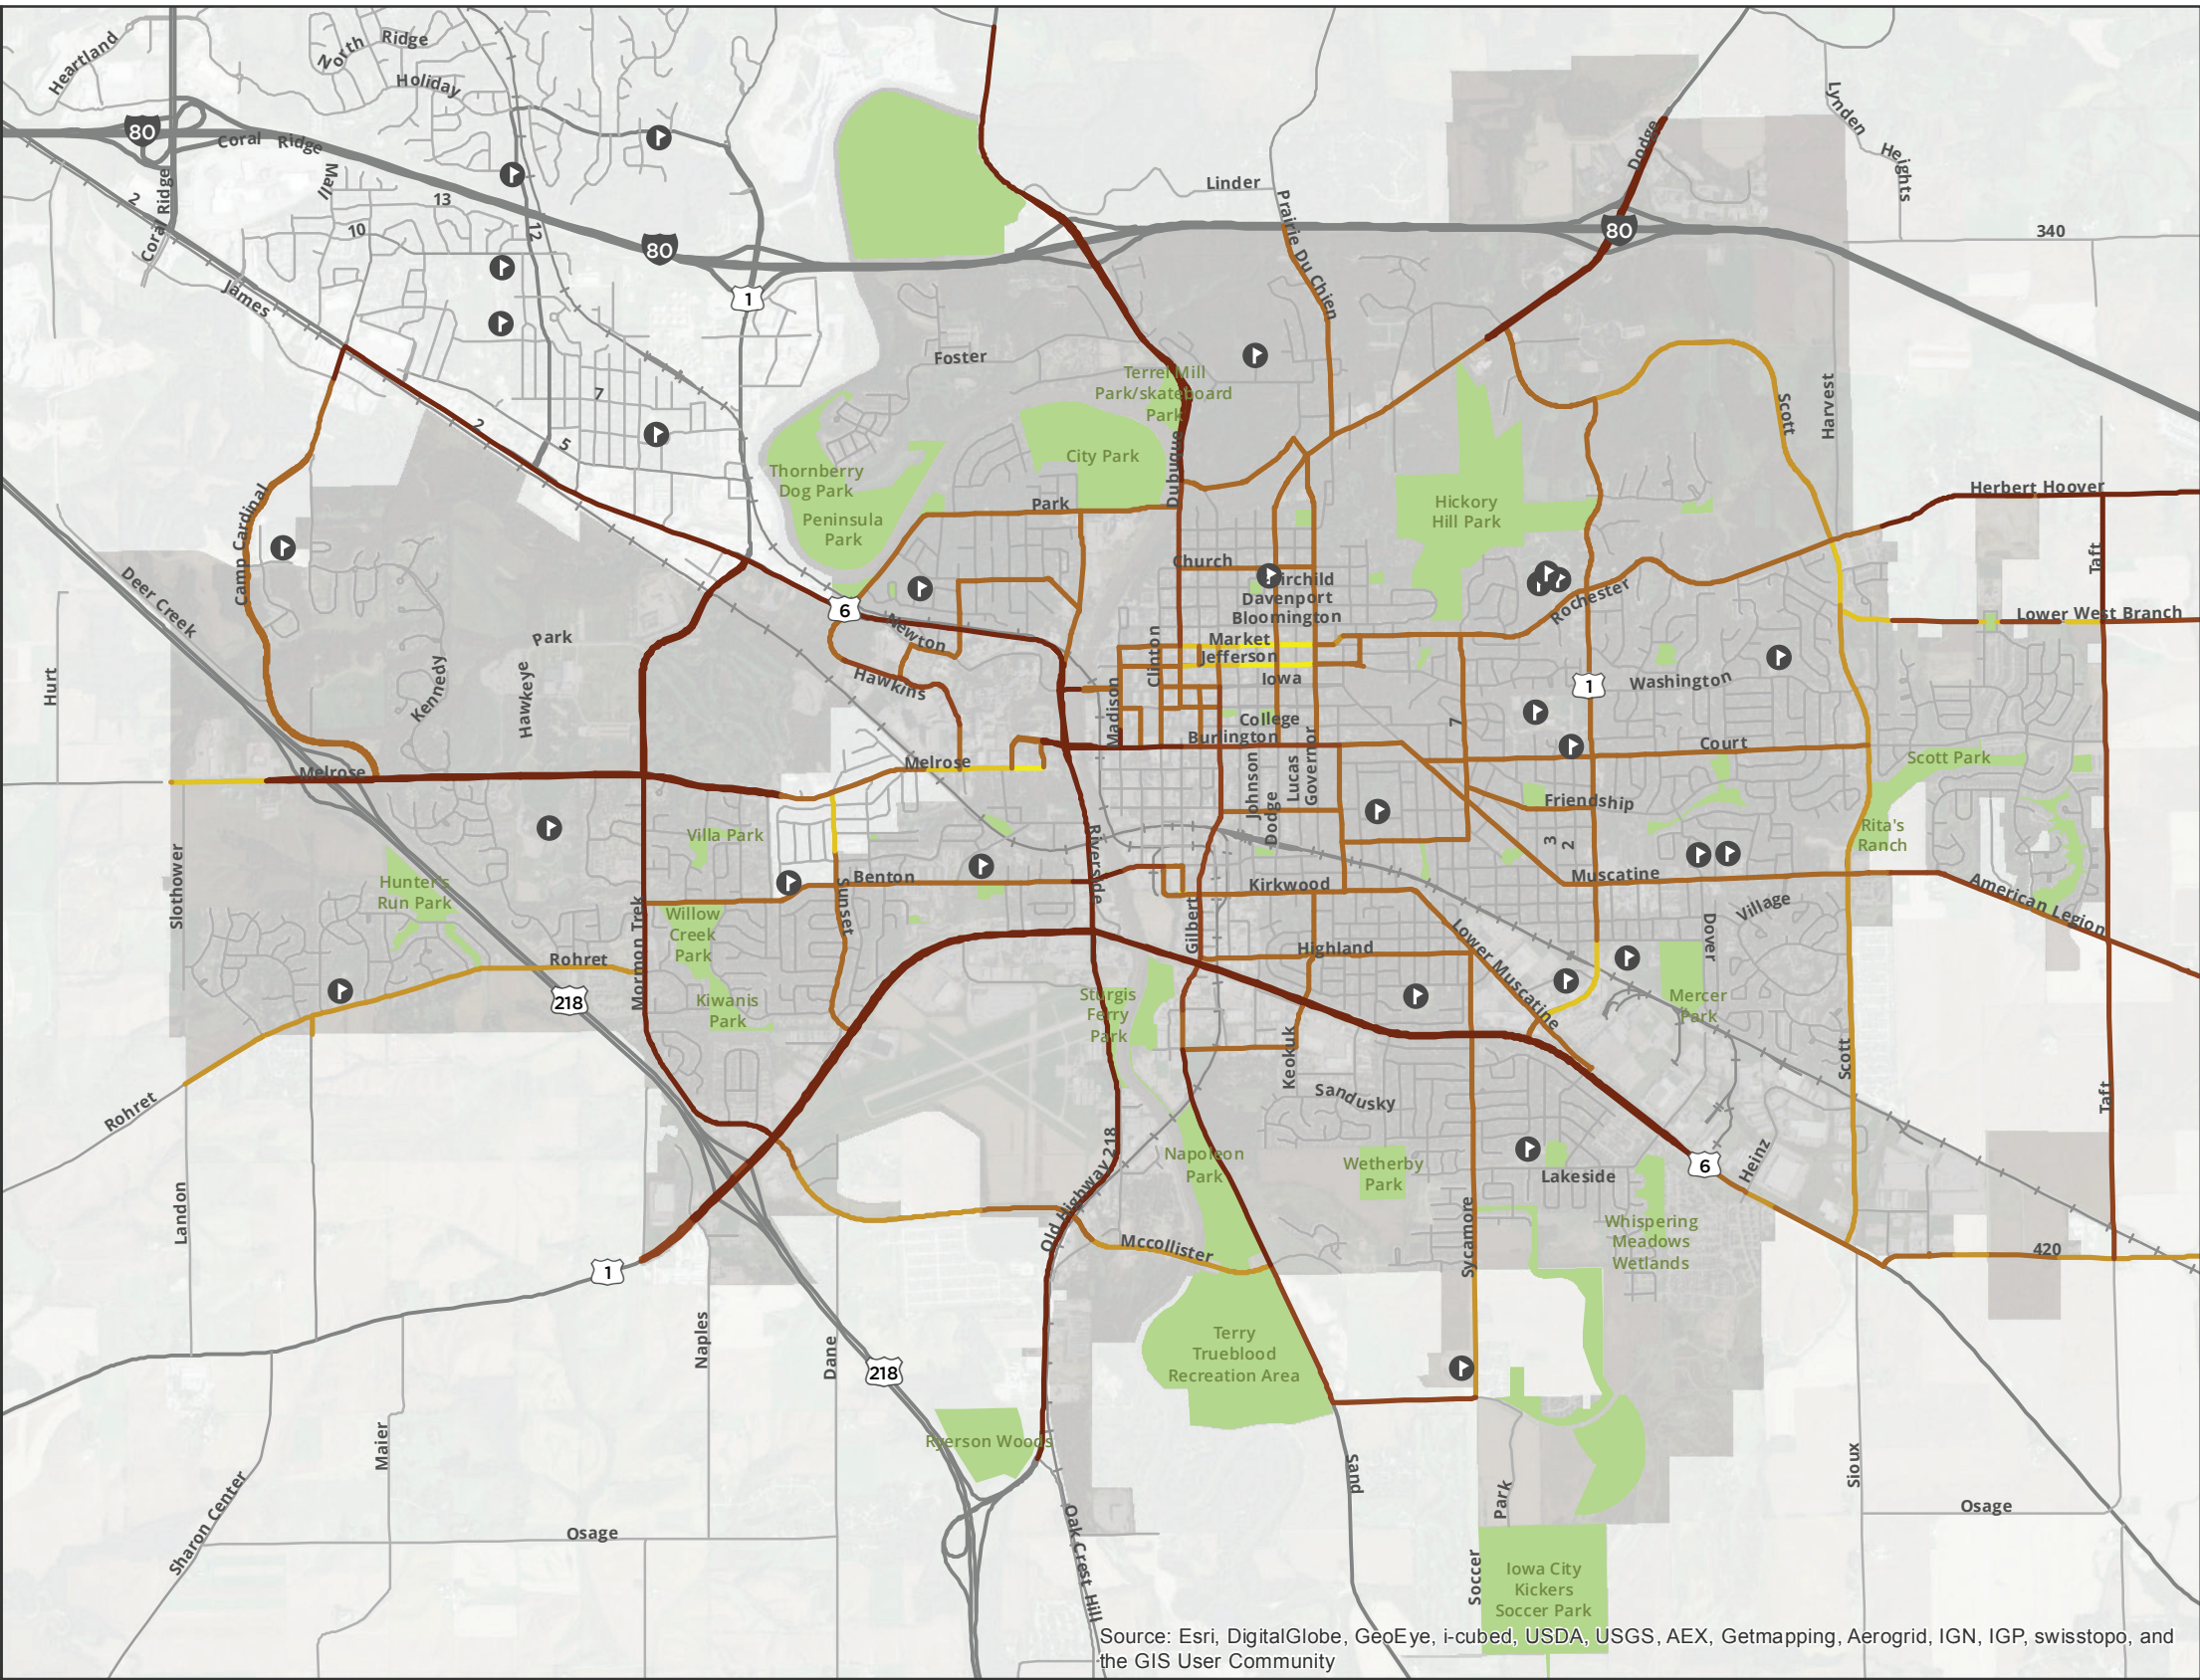 Heartland
North Ridge
Holiday
80
Coral Ridge
Mall
Coral Ridge
2
13
10
12
80
1
James
7
2
5
Linder
Prairie Du Chien
Dodge
80
Lynden Heights
340
Foster
Terrel Mill
Park/skateboard
Park
City Park
Dubuque
Thornberry
Dog Park
Peninsula
Park
Park
Hickory
Hill Park
Scott
Harvest
Herbert Hoover
Taft
Lower West Branch
Camp Cardinal
Deer Creek
Hurt
Park
Kennedy
Hawkeye
6
Newton
Hawkins
Church
Fairchild
Davenport
Bloomington
Market
Jefferson
Iowa
Clinton
Madison
College
Burlington
Rochester
1
Washington
7
Court
Scott Park
Melrose
Melrose
Johnson
Dodge
Lucas
Governor
Friendship
3
2
Rita's
Ranch
Villa Park
Riverside
Slothower
Hunter's
Run Park
Benton
Sunset
Kirkwood
Muscatine
American Legion
Willow
Creek
Park
Mormon Trek
Gilbert
Village
Dover
Highland
Lower Muscatine
Rohret
218
Kiwanis
Park
Sturgis
Ferry
Park
Mercer
Park
Keokuk
Scott
Taft
Sandusky
Rohret
Old Highway 218
Napoleon
Park
Wetherby
Park
Lakeside
6
Heinz
Landon
Mccollister
Sycamore
Whispering
Meadows
Wetlands
420
1
Naples
Dane
218
Terry
Trueblood
Recreation Area
Maier
Ryerson Woods
Sharon Center
Osage
Oak Crest Hill
Sand
Park
Soccer
Sioux
Osage
Iowa City
Kickers
Soccer Park
Source: Esri, DigitalGlobe, GeoEye, i-cubed, USDA, USGS, AEX, Getmapping, Aerogrid, IGN, IGP, swisstopo, and
the GIS User Community